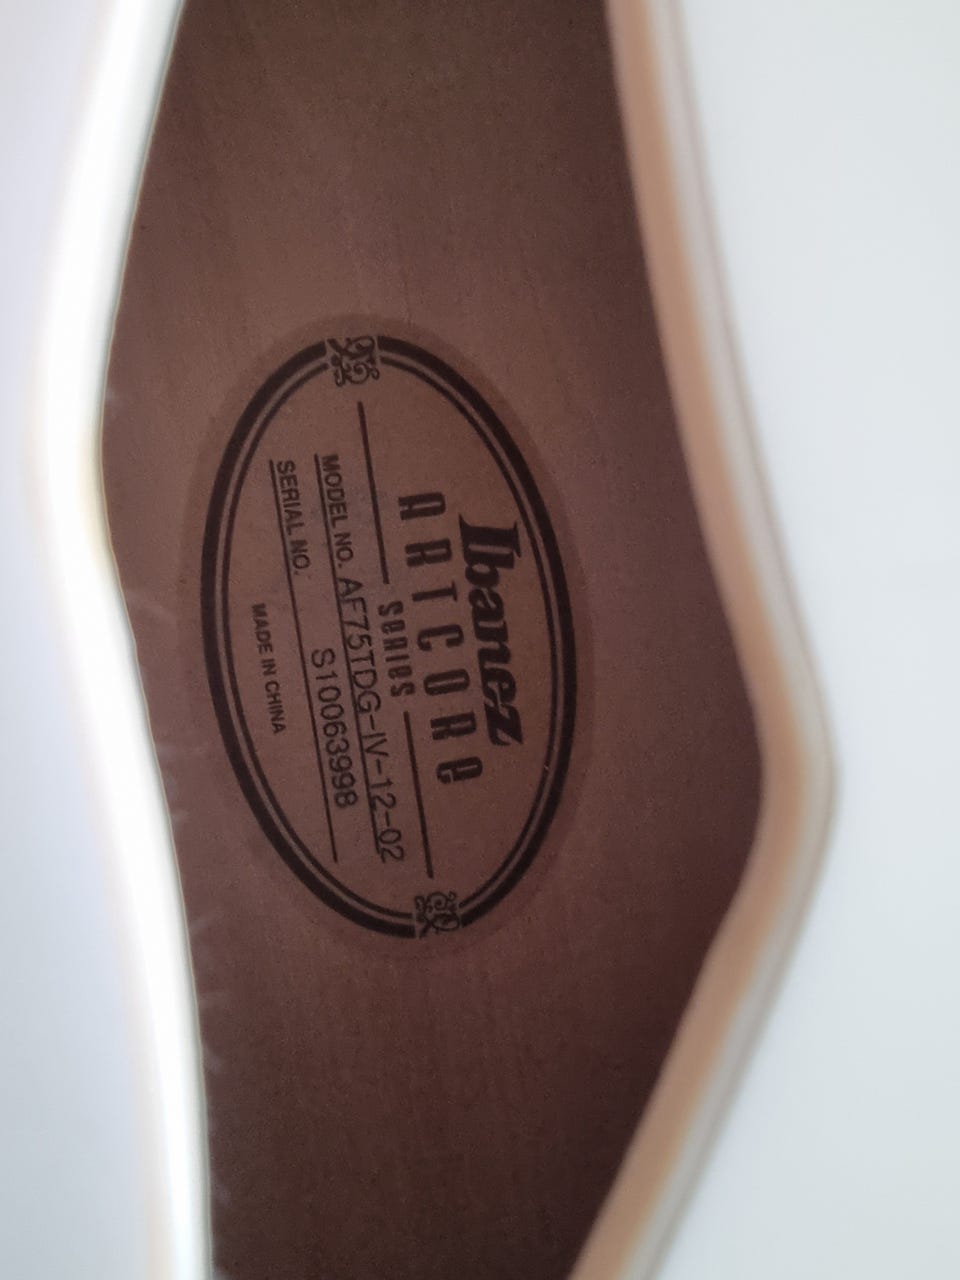 Ibanez
ARTCORE
SERIES
MODEL NO. AF75TDG-IV-12-02
SERIAL NO. S10063998
MADE IN CHINA